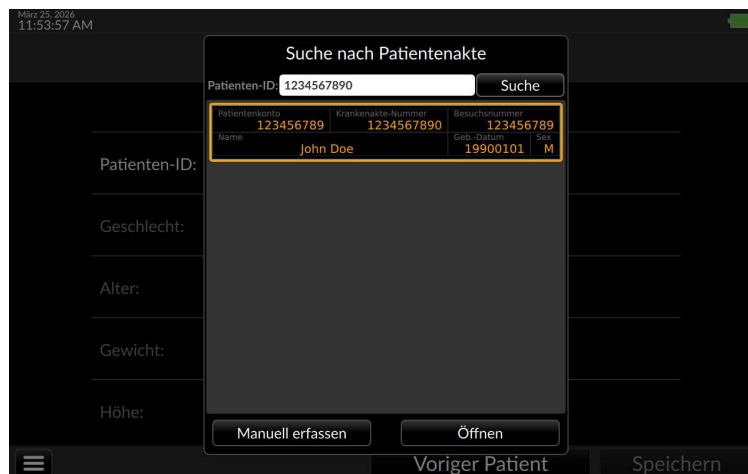 März 25, 2026
11:53:57 AM
Suche nach Patientenakte
Patienten-ID: 1234567890 Suche
Patientenkonto Krankenakte-Nummer Besuchsnummer
123456789 1234567890 123456789
Name Geb.-Datum Sex
John Doe 19900101 M
Patienten-ID:
Geschlecht:
Alter:
Gewicht:
Höhe:
Manuell erfassen Öffnen
Voriger Patient Speichern